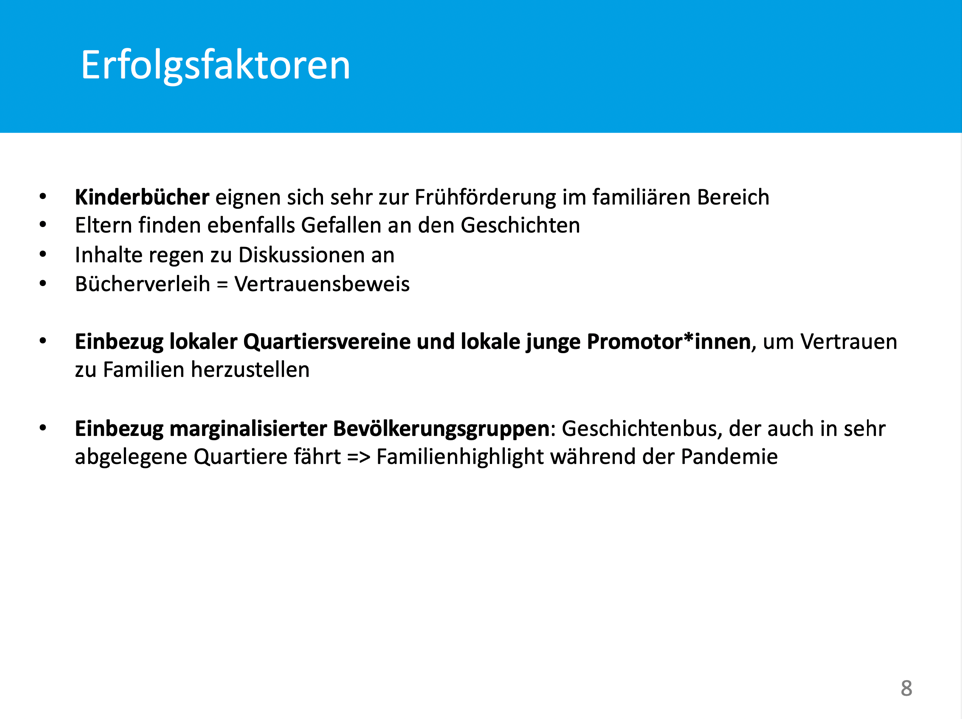 Erfolgsfaktoren
• Kinderbücher eignen sich sehr zur Frühförderung im familiären Bereich
• Eltern finden ebenfalls Gefallen an den Geschichten
• Inhalte regen zu Diskussionen an
• Bücherverleih = Vertrauensbeweis
• Einbezug lokaler Quartiersvereine und lokale junge Promotor*innen, um Vertrauen
zu Familien herzustellen
• Einbezug marginalisierter Bevölkerungsgruppen: Geschichtenbus, der auch in sehr
abgelegene Quartiere fährt => Familienhighlight während der Pandemie
8